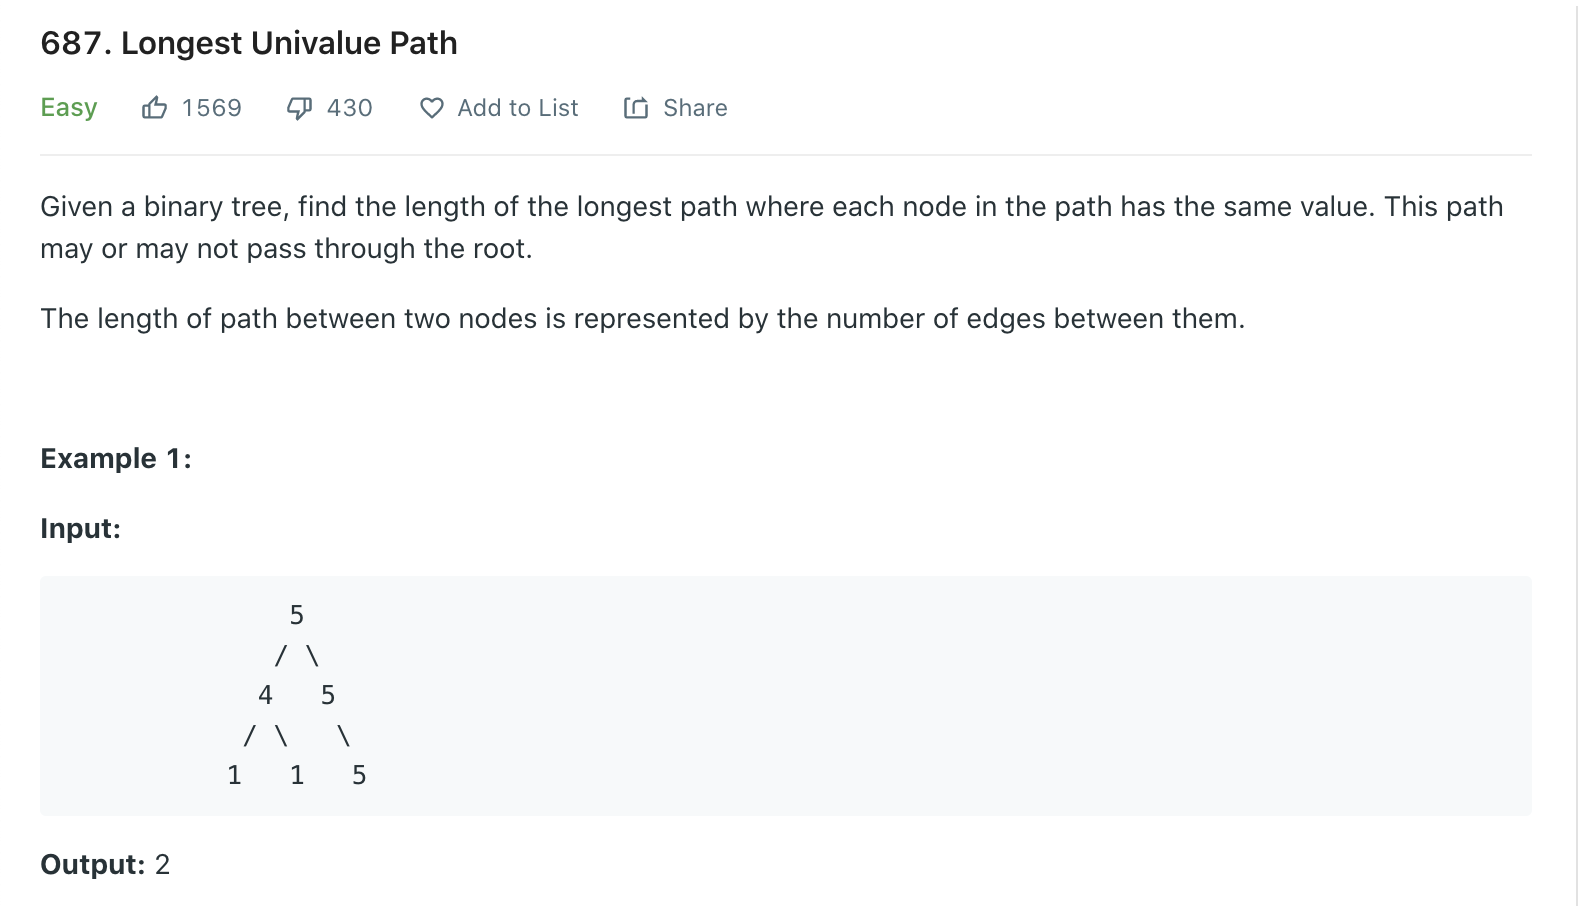 687. Longest Univalue Path
Easy 1569 430 Add to List Share
Given a binary tree, find the length of the longest path where each node in the path has the same value. This path
may or may not pass through the root.
The length of path between two nodes is represented by the number of edges between them.
Example 1:
Input:
5
/ \
4 5
/ \ \
1 1 5
Output: 2